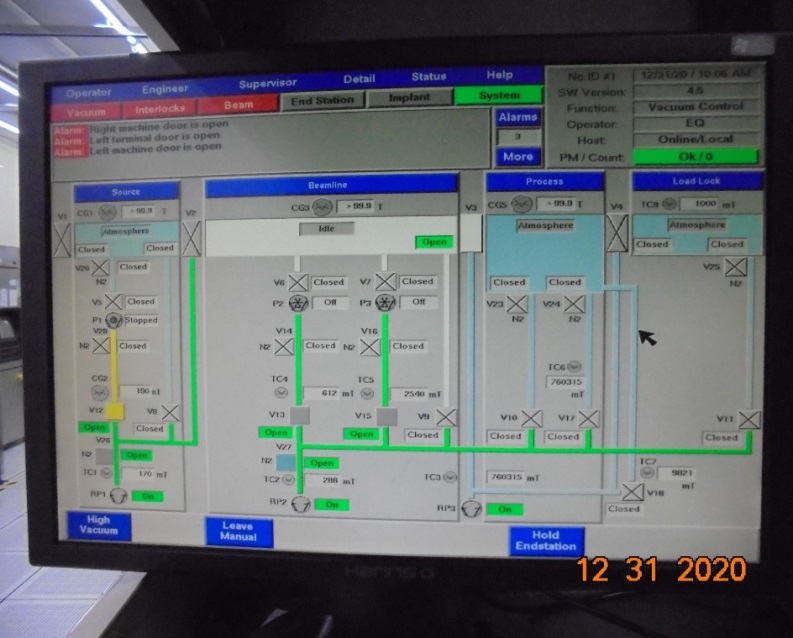 Operator Engineer Supervisor Detail Status Help
Vacuum Interlocks Beam End Station Implant System
Alarm: Right machine door is open
Alarm: Left terminal door is open
Alarm: Left machine door is open
Alarms
3
More
No.ID #1 12/31/20 / 10:06 AM
SW Version: 4.5
Function: Vacuum Control
Operator: EQ
Host: Online/Local
PM / Count: Ok / 0
Source Beamline Process Load Lock
V1 CG1 > 99.9 T V2 CG3 > 99.9 T V3 CG5 > 99.9 T V4 TC9 1000 mT
Atmosphere Idle Atmosphere Atmosphere
Closed Closed Open Closed Closed
V20 Closed V25
N2 N2
V6 Closed V7 Closed Closed Closed
V5 Closed P2 Off P3 Off V23 V24
P1 Stopped N2 N2
V28 V14 V16
N2 Closed N2 Closed N2 Closed
TC6
CG2 TC4 TC5 760315
190 mT 612 mT 2540 mT mT
V12 V8 V13 V15 V9 V10 V17 V11
Open Closed Open Open Closed Closed Closed Closed
V26 V27
N2 Open N2 Open TC7
TC1 170 mT TC2 288 mT TC3 760315 mT 9821
mT
RP1 On RP2 On RP3 On V18
Closed
High
Vacuum
Leave
Manual
Hold
Endstation
HannsG
12 31 2020